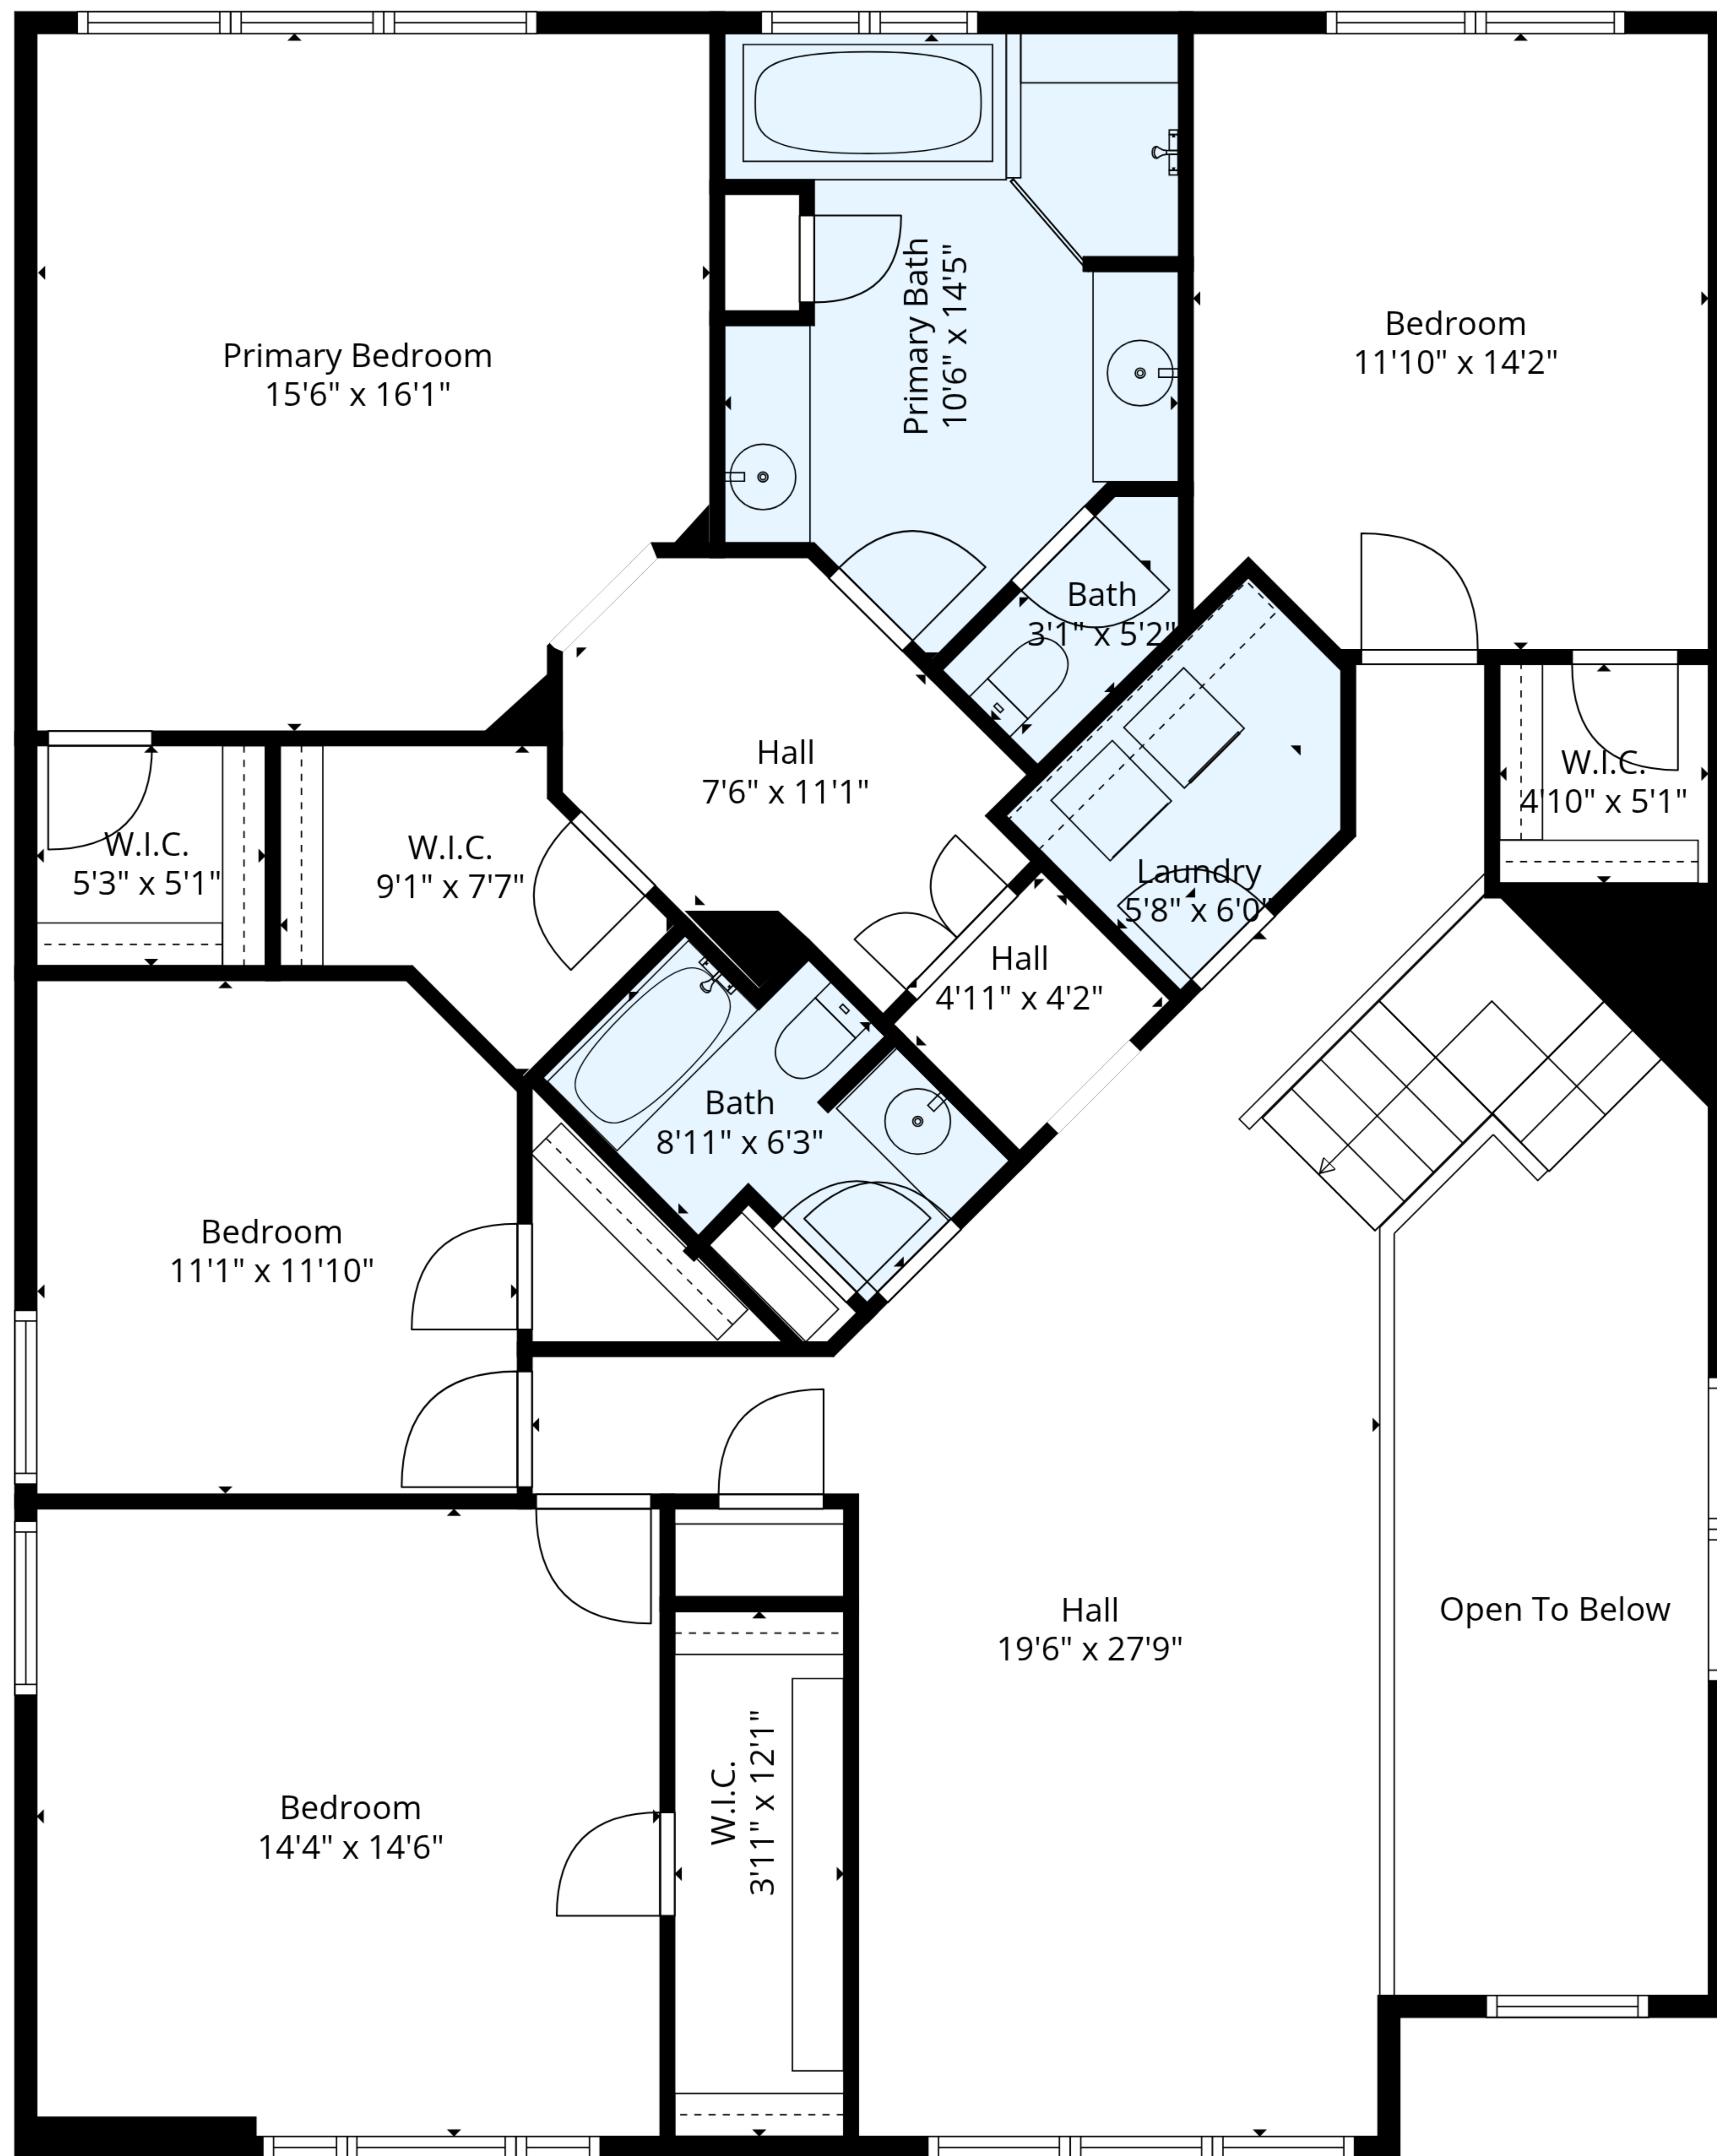 Primary Bedroom
15'6" x 16'1"
Primary Bath
10'6" x 14'5"
Bedroom
11'10" x 14'2"
Bath
3'1" x 5'2"
Hall
7'6" x 11'1"
W.I.C.
4'10" x 5'1"
W.I.C.
5'3" x 5'1"
W.I.C.
9'1" x 7'7"
Laundry
5'8" x 6'0"
Hall
4'11" x 4'2"
Bath
8'11" x 6'3"
Bedroom
11'1" x 11'10"
Hall
19'6" x 27'9"
Open To Below
W.I.C.
3'11" x 12'1"
Bedroom
14'4" x 14'6"